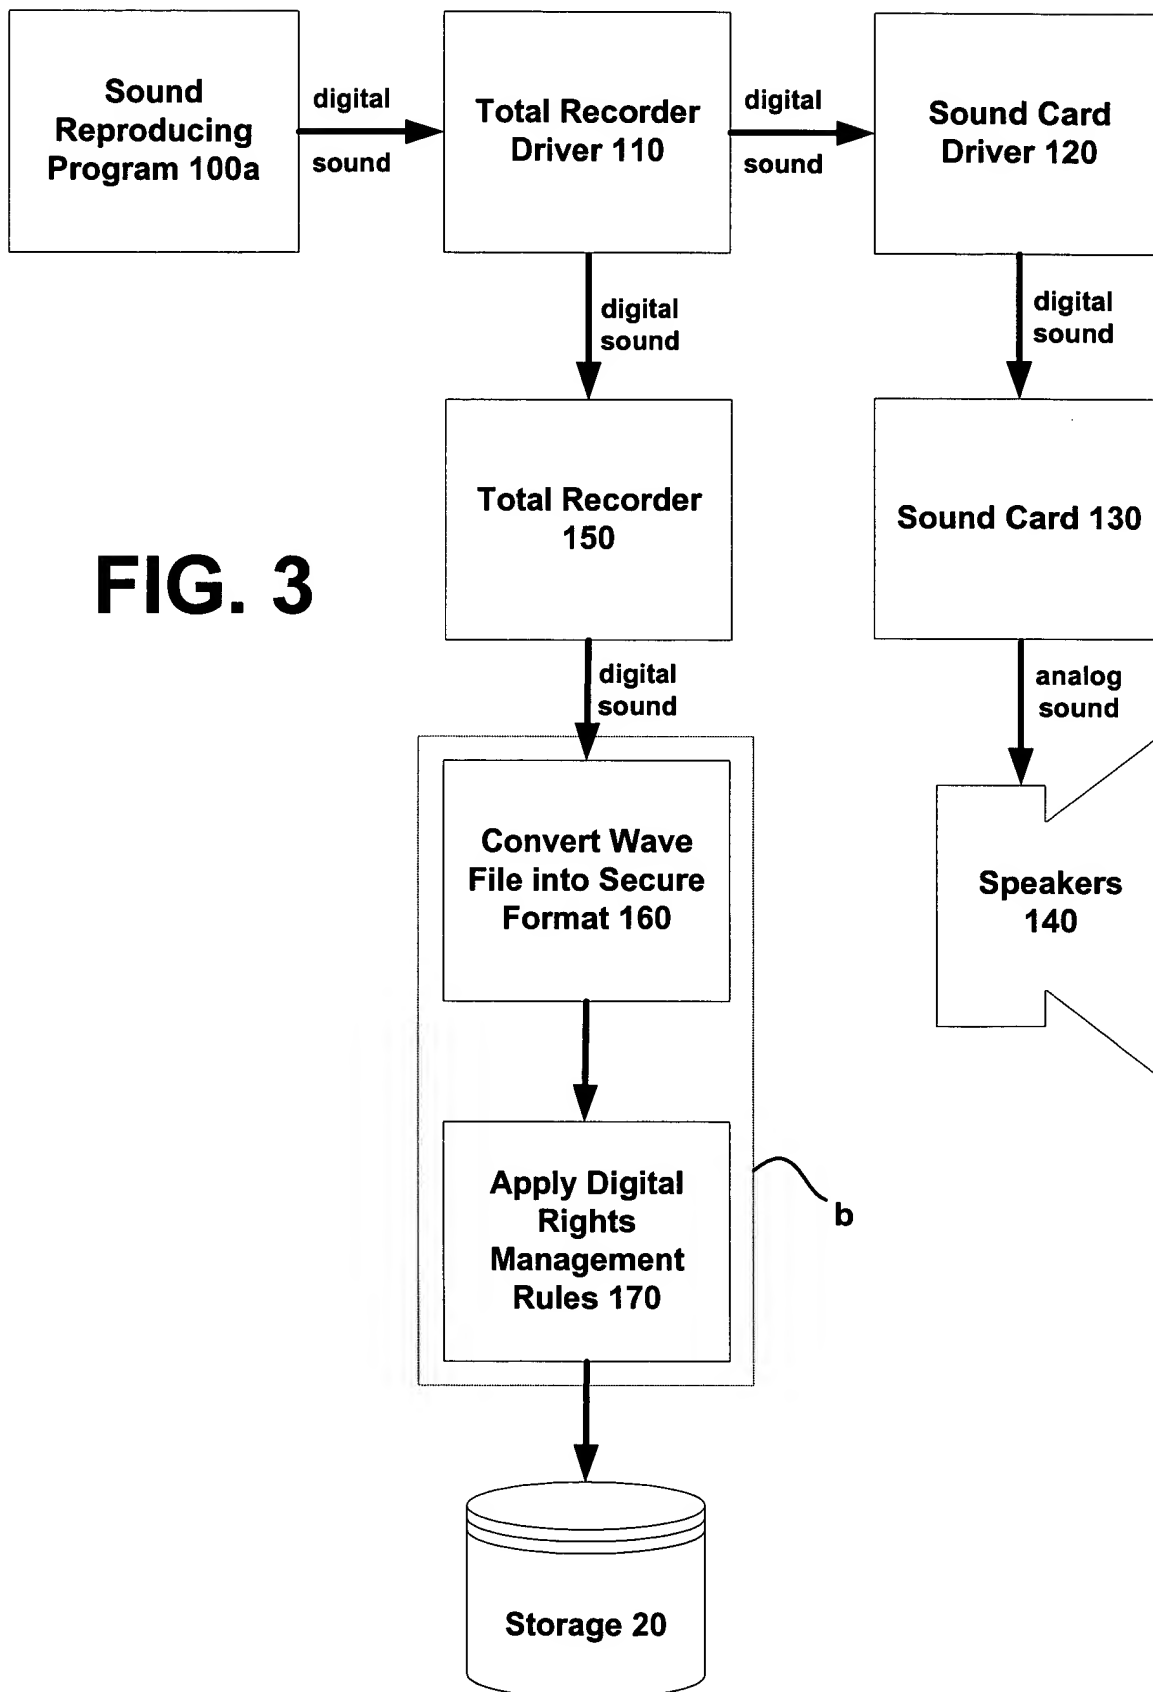 Sound
Reproducing
Program 100a
digital
sound
Total Recorder
Driver 110
digital
sound
Sound Card
Driver 120
digital
sound
digital
sound
Total Recorder
150
Sound Card 130
FIG. 3
digital
sound
analog
sound
Convert Wave
File into Secure
Format 160
Speakers
140
Apply Digital
Rights
Management
Rules 170
b
Storage 20